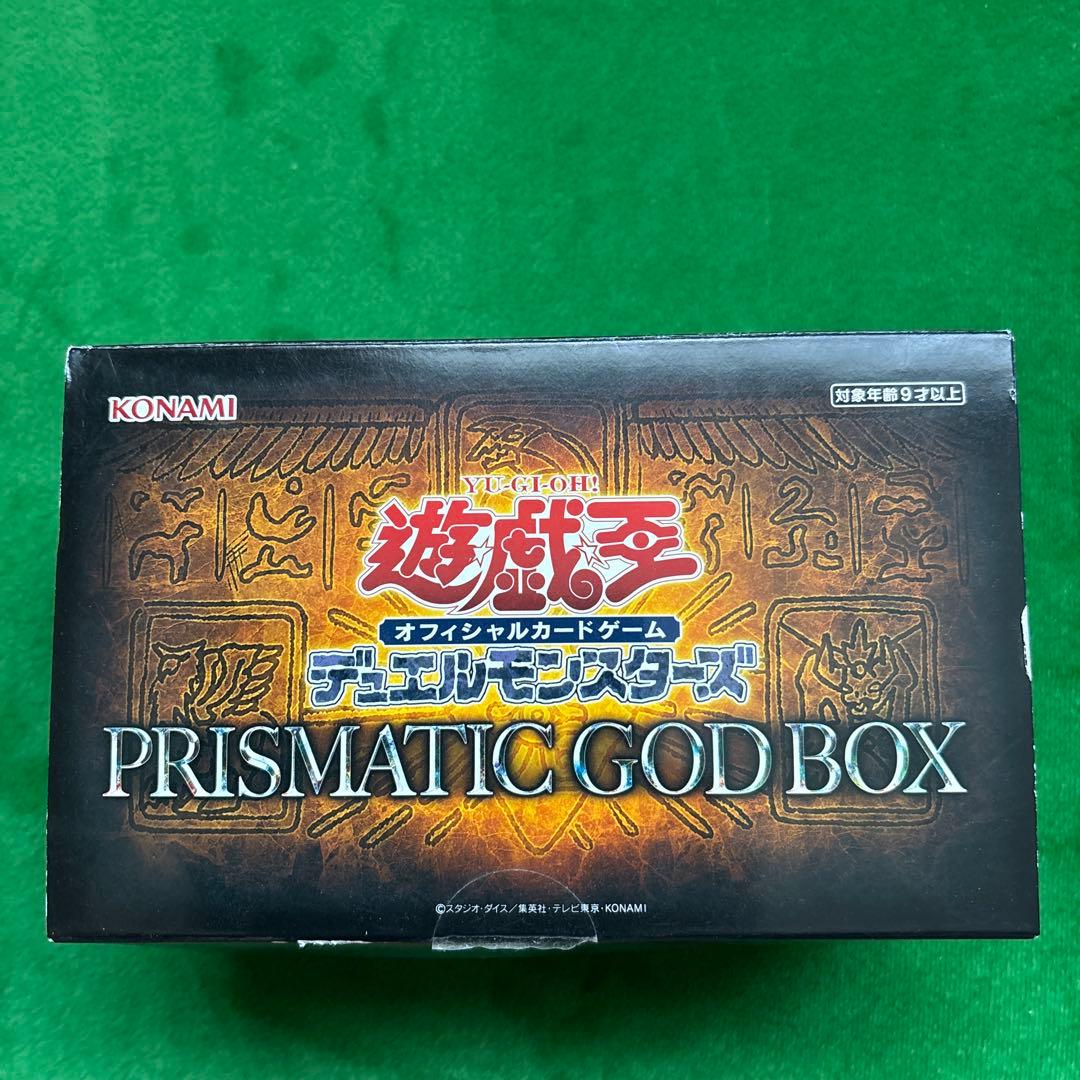 KONAMI
対象年齢9才以上
YU-GI-OH!
遊戯王
オフィシャルカードゲーム
デュエルモンスターズ
PRISMATIC GOD BOX
©スタジオ・ダイス/集英社・テレビ東京・KONAMI